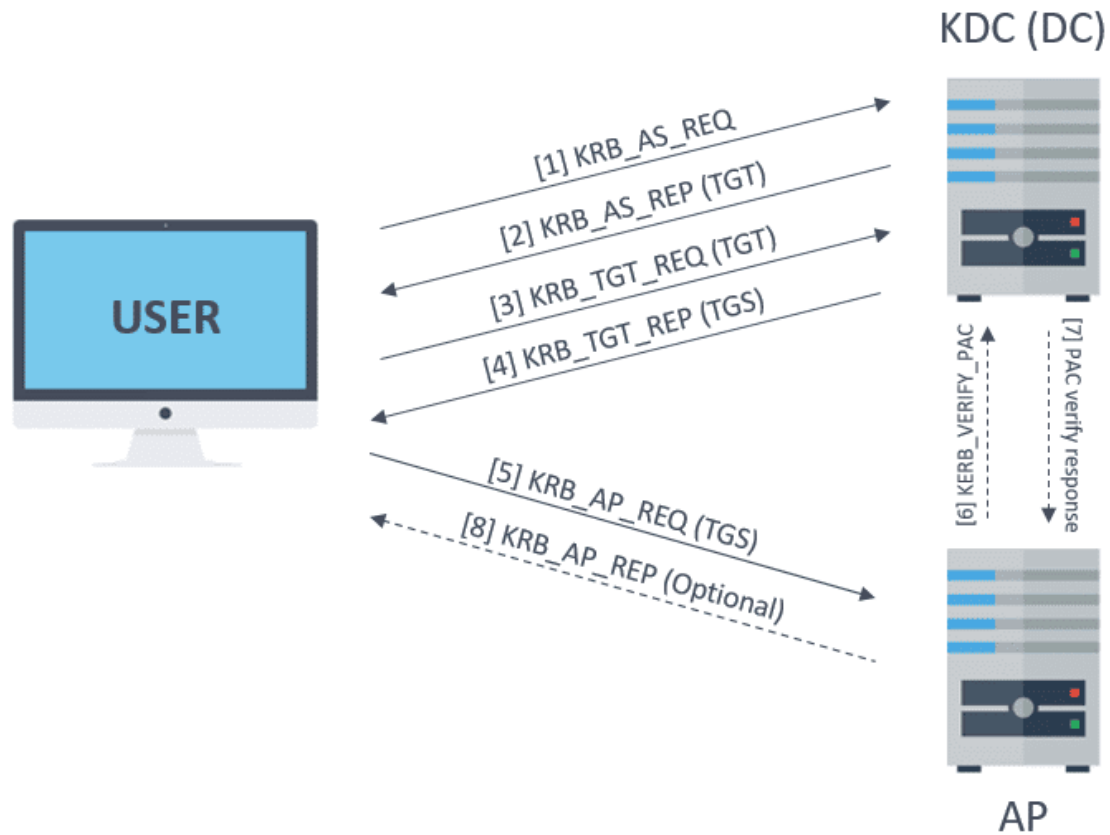 KDC (DC)
[1] KRB_AS_REQ
[2] KRB_AS_REP (TGT)
[3] KRB_TGT_REQ (TGT)
[4] KRB_TGT_REP (TGS)
USER
[5] KRB_AP_REQ (TGS)
[8] KRB_AP_REP (Optional)
[6] KERB_VERIFY_PAC
[7] PAC verify response
AP